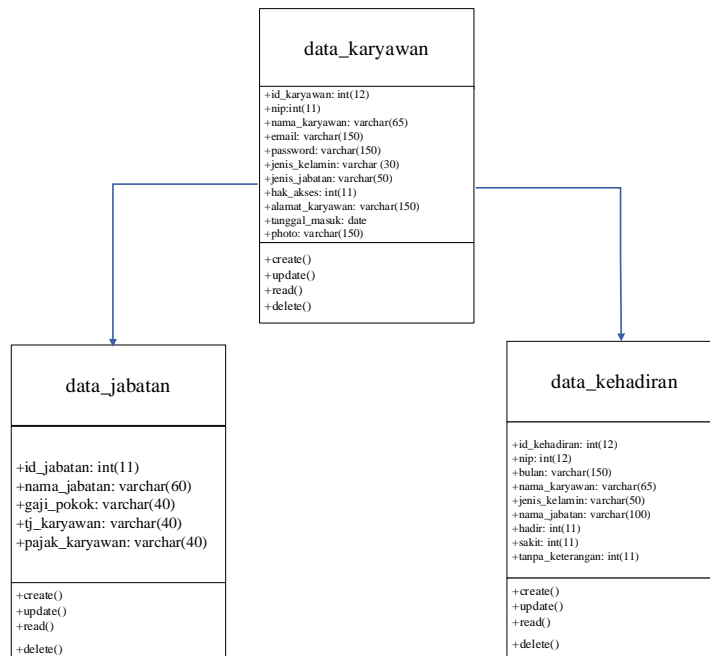 data_karyawan
+id_karyawan: int(12)
+nip:int(11)
+nama_karyawan: varchar(65)
+email: varchar(150)
+password: varchar(150)
+jenis_kelamin: varchar (30)
+jenis_jabatan: varchar(50)
+hak_akses: int(11)
+alamat_karyawan: varchar(150)
+tanggal_masuk: date
+photo: varchar(150)
+create()
+update()
+read()
+delete()
data_jabatan
+id_jabatan: int(11)
+nama_jabatan: varchar(60)
+gaji_pokok: varchar(40)
+tj_karyawan: varchar(40)
+pajak_karyawan: varchar(40)
+create()
+update()
+read()
+delete()
data_kehadiran
+id_kehadiran: int(12)
+nip: int(12)
+bulan: varchar(150)
+nama_karyawan: varchar(65)
+jenis_kelamin: varchar(50)
+nama_jabatan: varchar(100)
+hadir: int(11)
+sakit: int(11)
+tanpa_keterangan: int(11)
+create()
+update()
+read()
+delete()